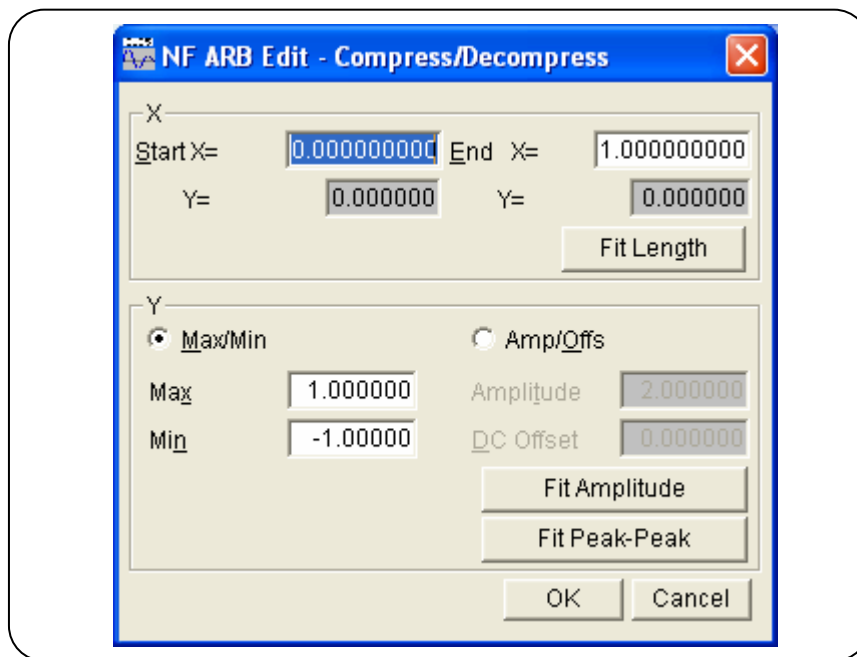 NF ARB Edit - Compress/Decompress
X
Start X= 0.000000000 End X= 1.000000000
Y= 0.000000 Y= 0.000000
Fit Length
Y
Max/Min Amp/Offs
Max 1.000000 Amplitude 2.000000
Min -1.00000 DC Offset 0.000000
Fit Amplitude
Fit Peak-Peak
OK Cancel